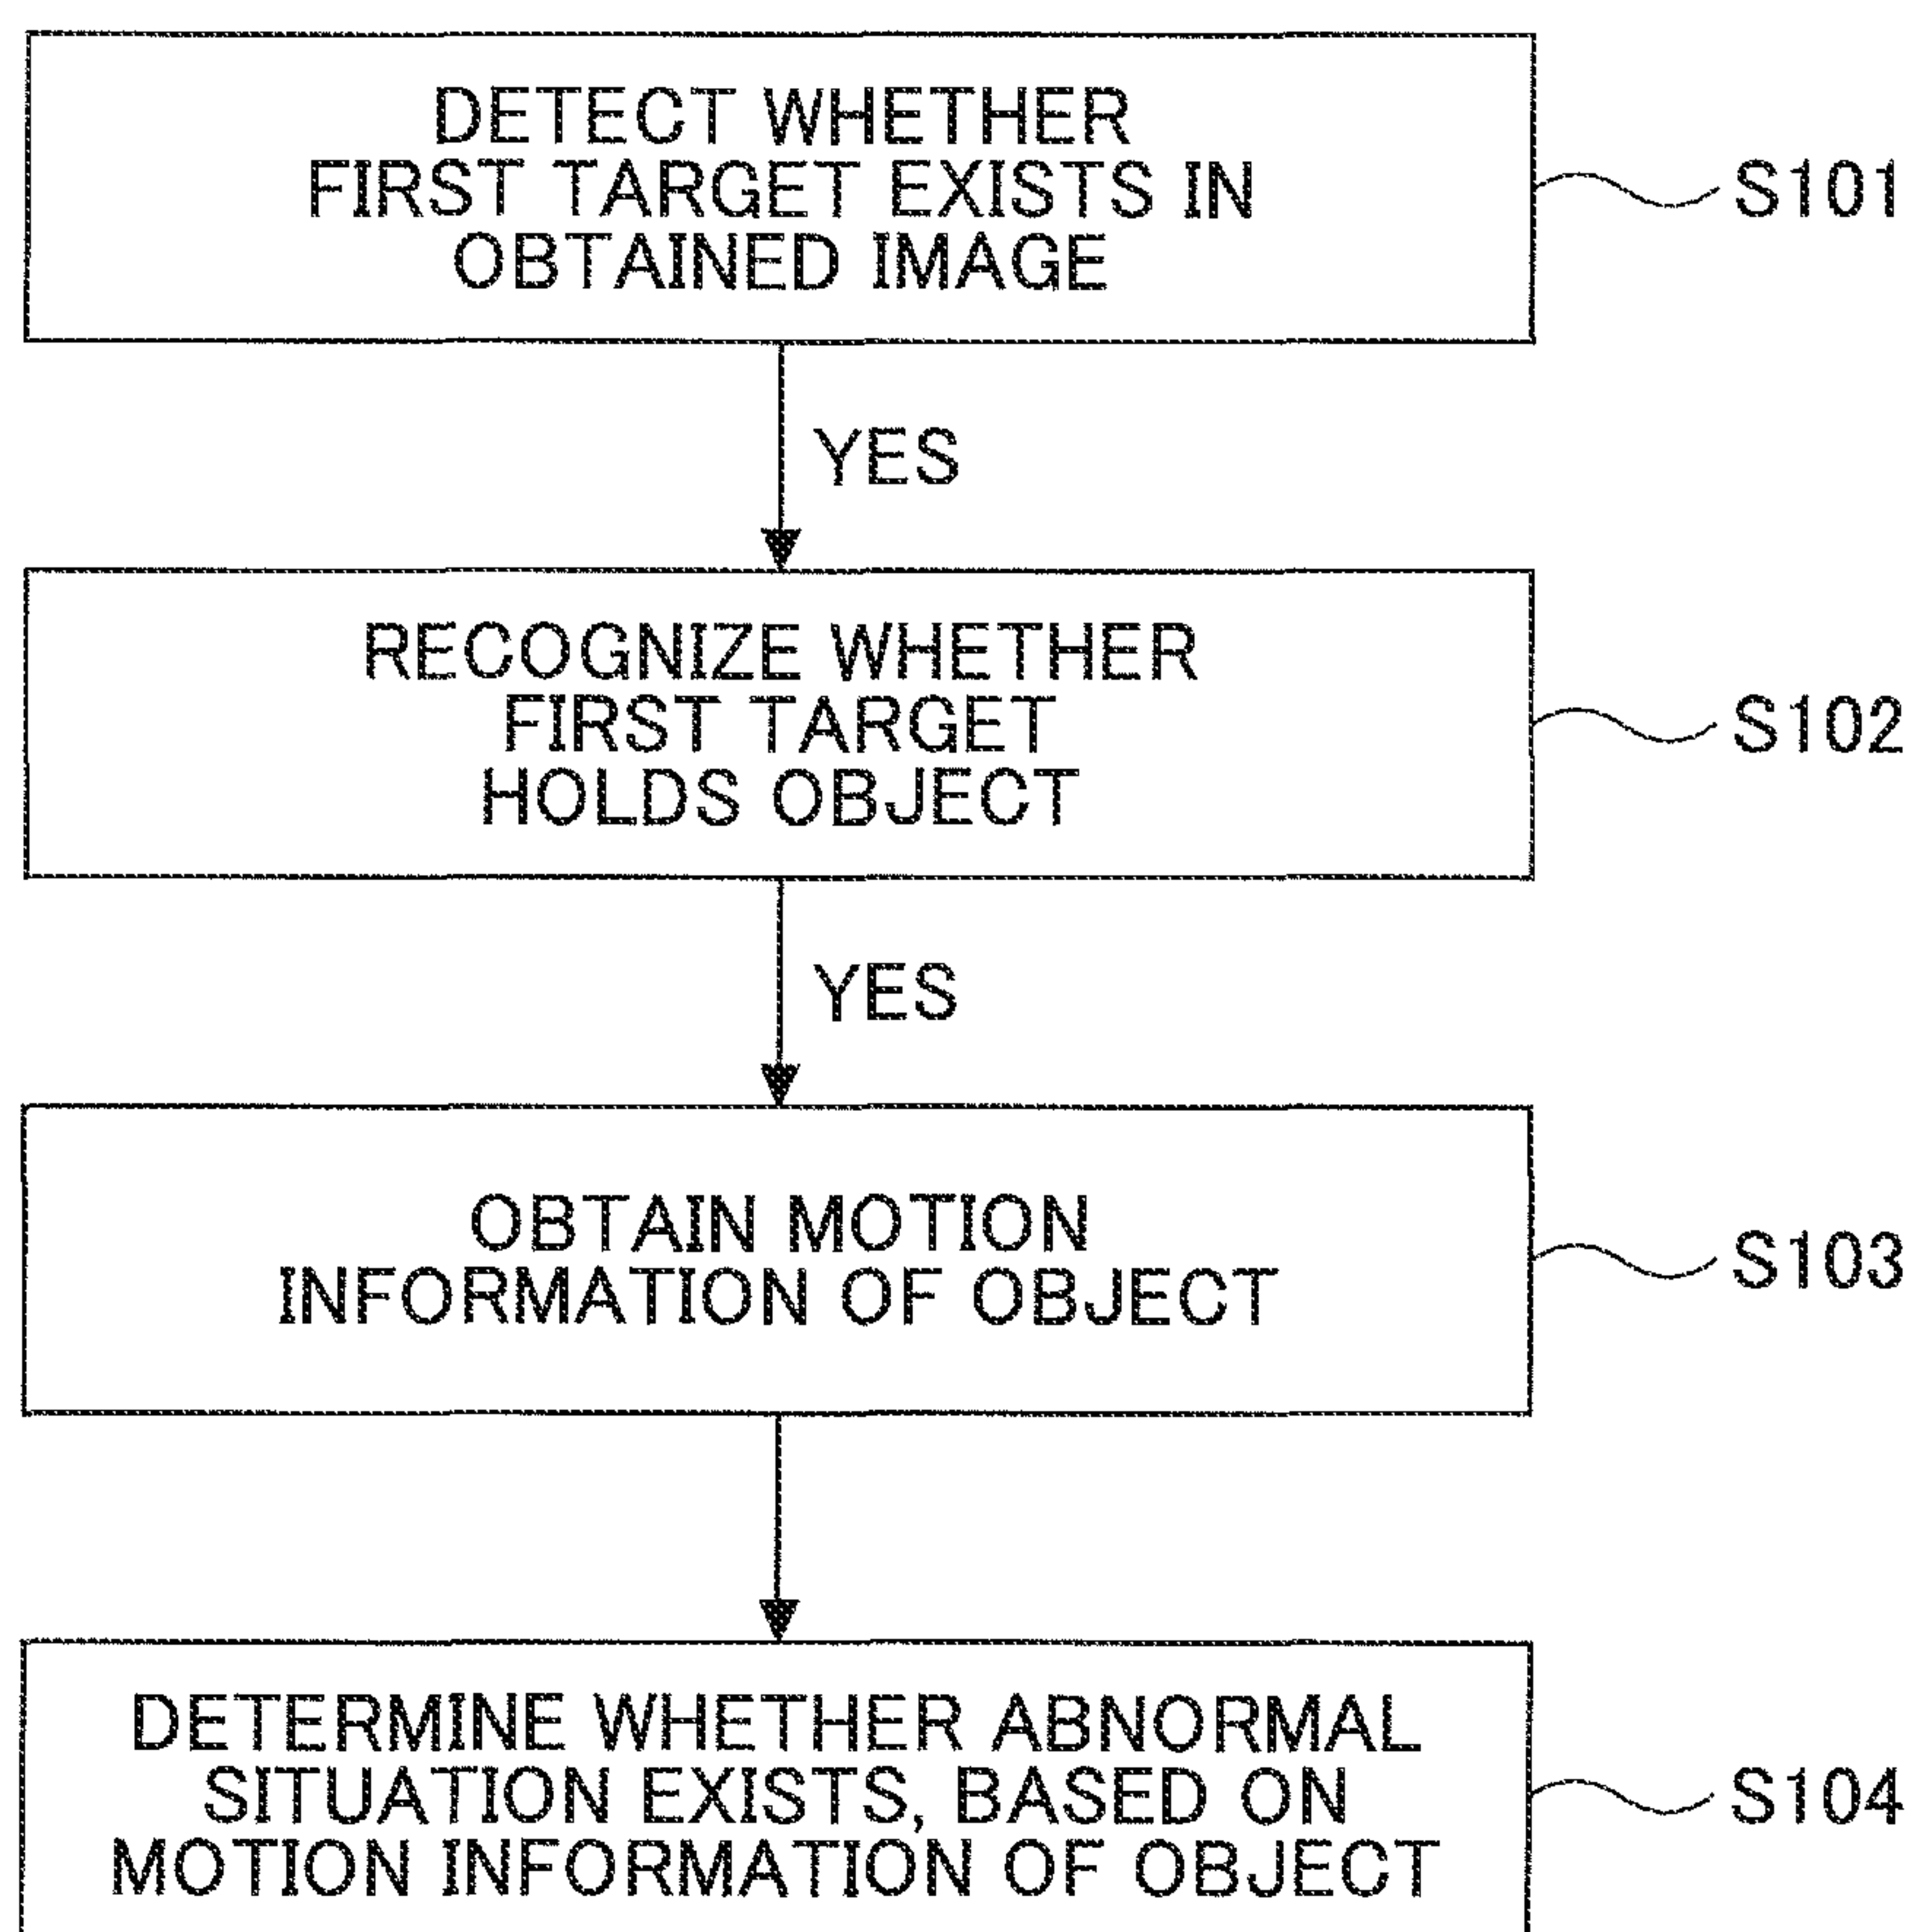 DETECT WHETHER
FIRST TARGET EXISTS IN
OBTAINED IMAGE
S101
YES
RECOGNIZE WHETHER
FIRST TARGET
HOLDS OBJECT
S102
YES
OBTAIN MOTION
INFORMATION OF OBJECT
S103
DETERMINE WHETHER ABNORMAL
SITUATION EXISTS, BASED ON
MOTION INFORMATION OF OBJECT
S104